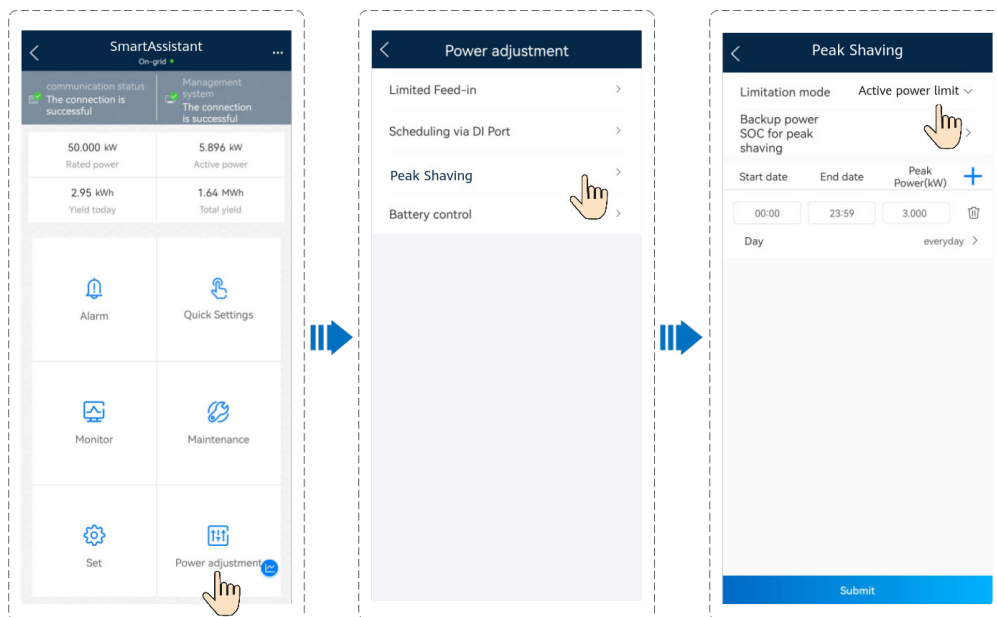 SmartAssistant
...
On-grid
communication status
The connection is
successful
Management
system
The connection
is successful
50.000 kW
Rated power
5.896 kW
Active power
2.95 kWh
Yield today
1.64 MWh
Total yield
Alarm
Quick Settings
Monitor
Maintenance
Set
Power adjustment
Power adjustment
Limited Feed-in
Scheduling via DI Port
Peak Shaving
Battery control
Peak Shaving
Limitation mode
Active power limit
Backup power
SOC for peak
shaving
Start date
End date
Peak
Power(kW)
00:00
23:59
3.000
Day
everyday
Submit